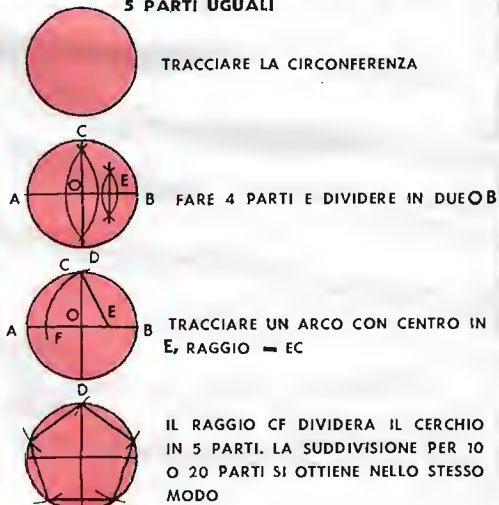 5 PARTI UGUALI
TRACCIARE LA CIRCONFERENZA
C
A O E B
D
FARE 4 PARTI E DIVIDERE IN DUE OB
C
A O E B
F
D
TRACCIARE UN ARCO CON CENTRO IN
E, RAGGIO = EC
IL RAGGIO CF DIVIDERA IL CERCHIO
IN 5 PARTI. LA SUDDIVISIONE PER 10
O 20 PARTI SI OTTIENE NELLO STESSO
MODO